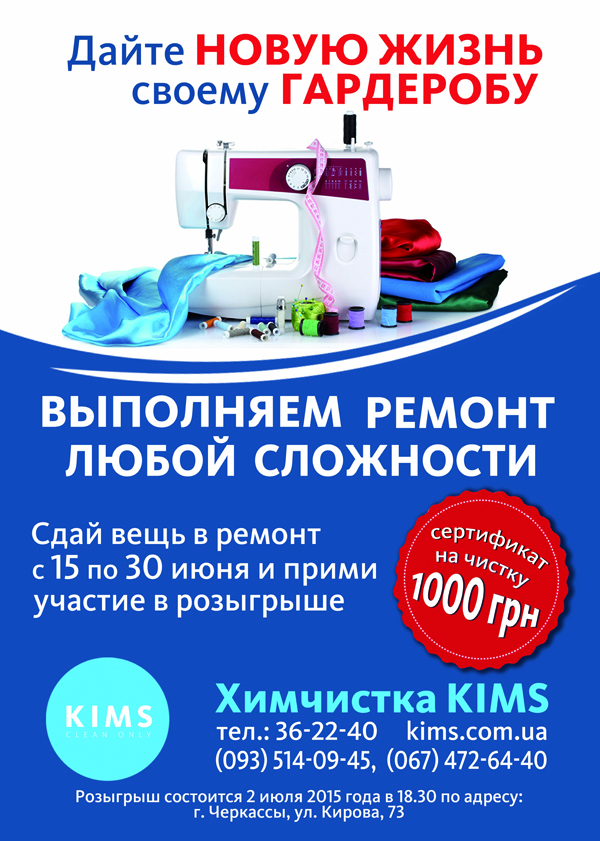 Дайте НОВУЮ ЖИЗНЬ
своему ГАРДЕРОБУ
ВЫПОЛНЯЕМ РЕМОНТ
ЛЮБОЙ СЛОЖНОСТИ
Сдай вещь в ремонт
с 15 по 30 июня и прими
участие в розыгрыше
сертификат
на чистку
1000 грн
KIMS
CLEAN ONLY
Химчистка KIMS
тел.: 36-22-40 kims.com.ua
(093) 514-09-45, (067) 472-64-40
Розыгрыш состоится 2 июля 2015 года в 18.30 по адресу:
г. Черкассы, ул. Кирова, 73